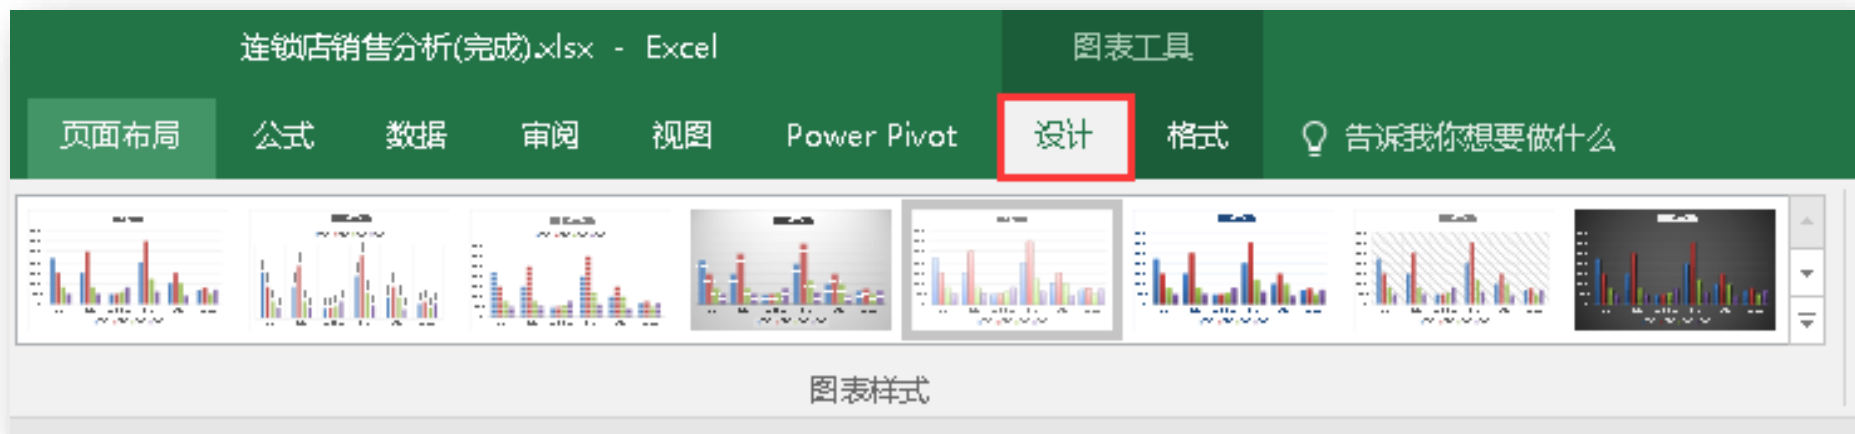 连锁店销售分析(完成).xlsx - Excel
图表工具
页面布局 公式 数据 审阅 视图 Power Pivot 设计 格式 告诉我你想要做什么
图表样式